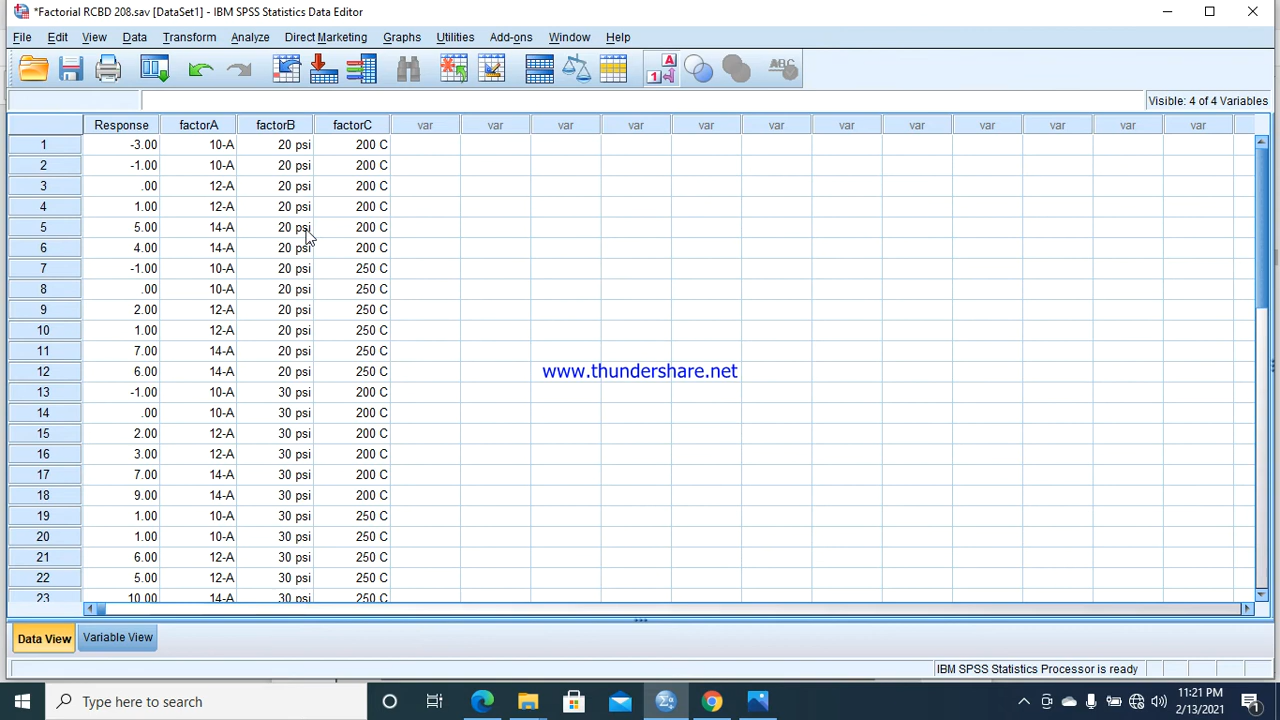 *Factorial RCBD 208.sav [DataSet1] - IBM SPSS Statistics Data Editor
File Edit View Data Transform Analyze Direct Marketing Graphs Utilities Add-ons Window Help
Visible: 4 of 4 Variables
Response factorA factorB factorC var var var var var var var var var var var var
1 -3.00 10-A 20 psi 200 C
2 -1.00 10-A 20 psi 200 C
3 .00 12-A 20 psi 200 C
4 1.00 12-A 20 psi 200 C
5 5.00 14-A 20 psi 200 C
6 4.00 14-A 20 psi 200 C
7 -1.00 10-A 20 psi 250 C
8 .00 10-A 20 psi 250 C
9 2.00 12-A 20 psi 250 C
10 1.00 12-A 20 psi 250 C
11 7.00 14-A 20 psi 250 C
12 6.00 14-A 20 psi 250 C
www.thundershare.net
13 -1.00 10-A 30 psi 200 C
14 .00 10-A 30 psi 200 C
15 2.00 12-A 30 psi 200 C
16 3.00 12-A 30 psi 200 C
17 7.00 14-A 30 psi 200 C
18 9.00 14-A 30 psi 200 C
19 1.00 10-A 30 psi 250 C
20 1.00 10-A 30 psi 250 C
21 6.00 12-A 30 psi 250 C
22 5.00 12-A 30 psi 250 C
23 10.00 14-A 30 psi 250 C
Data View Variable View
IBM SPSS Statistics Processor is ready
Type here to search
11:21 PM
2/13/2021